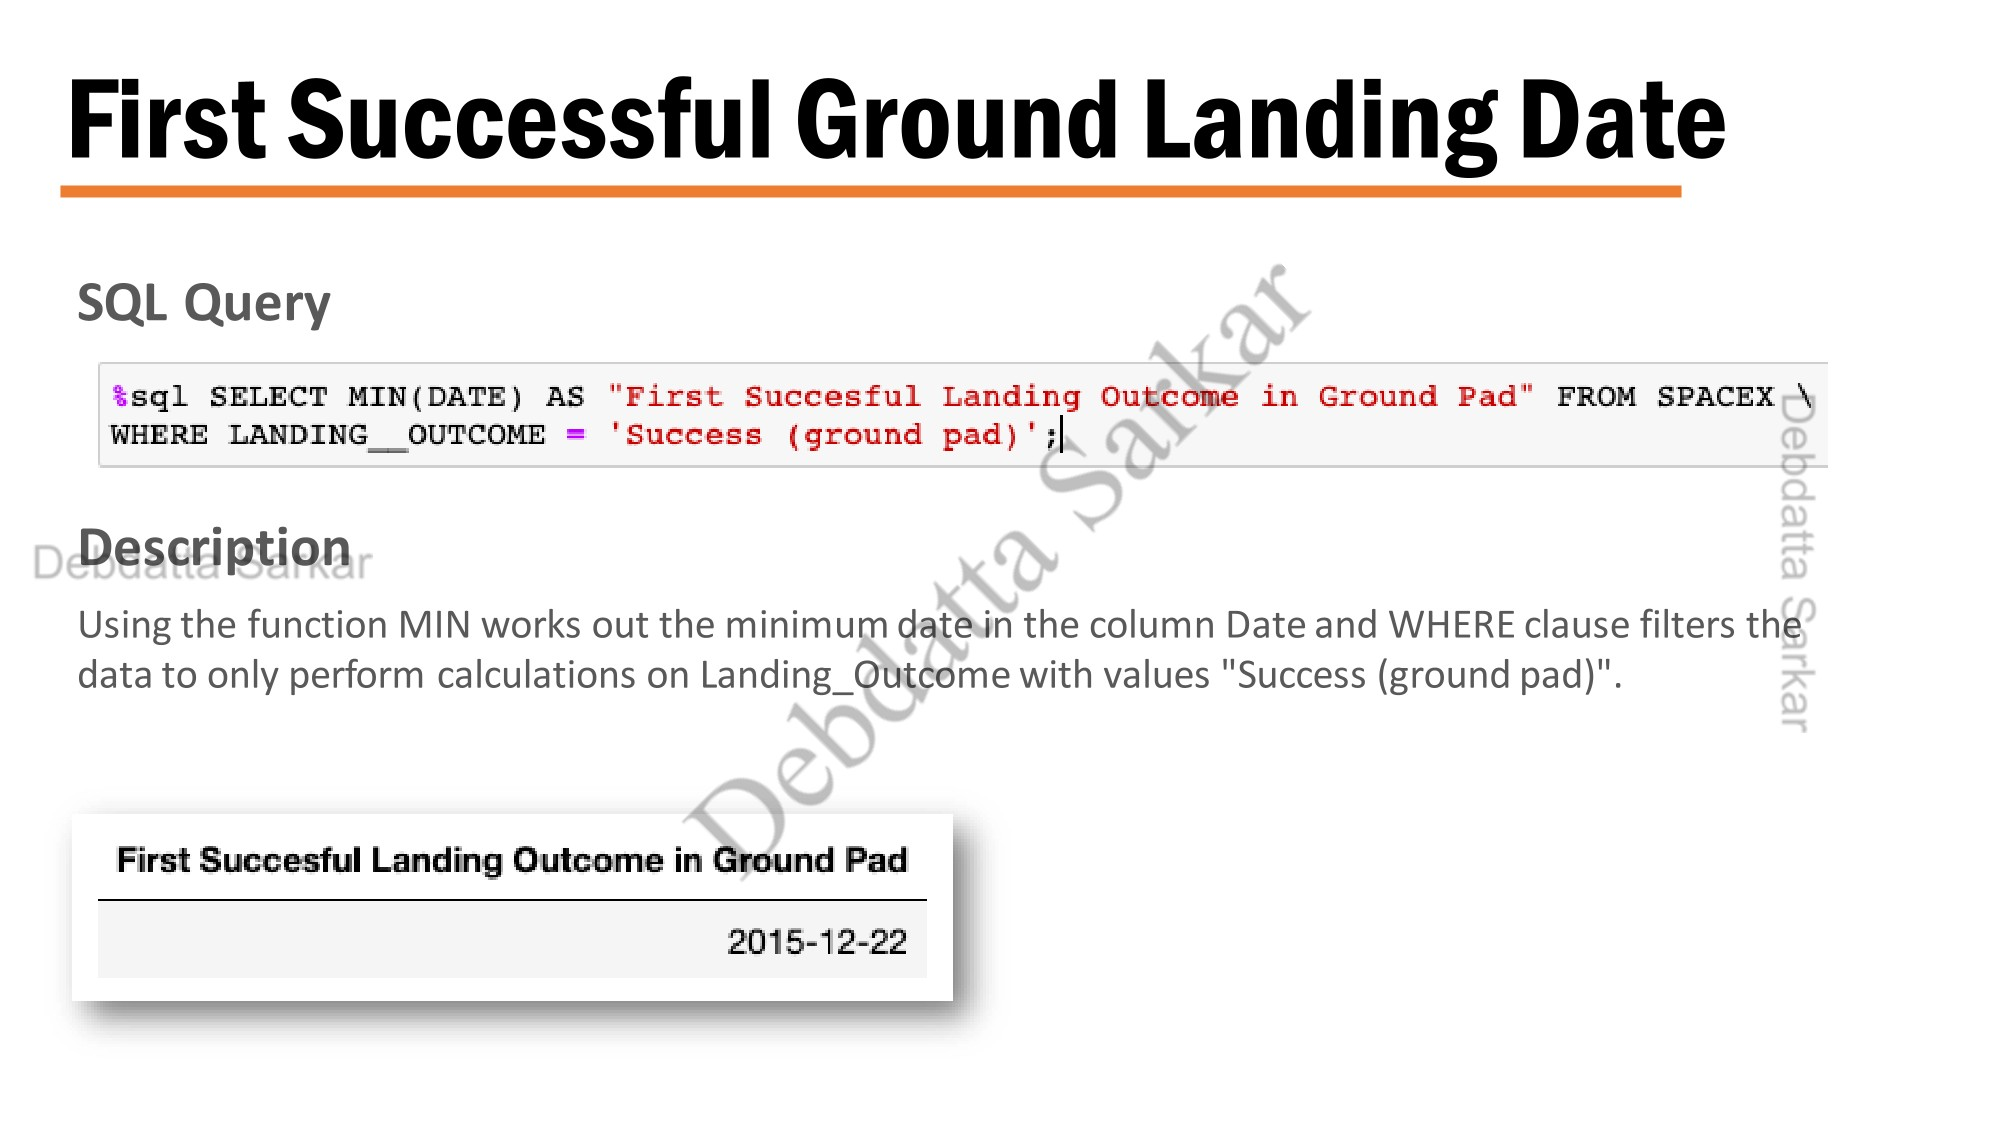 First Successful Ground Landing Date
SQL Query
%sql SELECT MIN(DATE) AS "First Succesful Landing Outcome in Ground Pad" FROM SPACEX \
WHERE LANDING__OUTCOME = 'Success (ground pad)';
Description
Using the function MIN works out the minimum date in the column Date and WHERE clause filters the
data to only perform calculations on Landing_Outcome with values "Success (ground pad)".
First Succesful Landing Outcome in Ground Pad
2015-12-22
Debdatta Sarkar
Debdatta Sarkar
Debdatta Sarkar